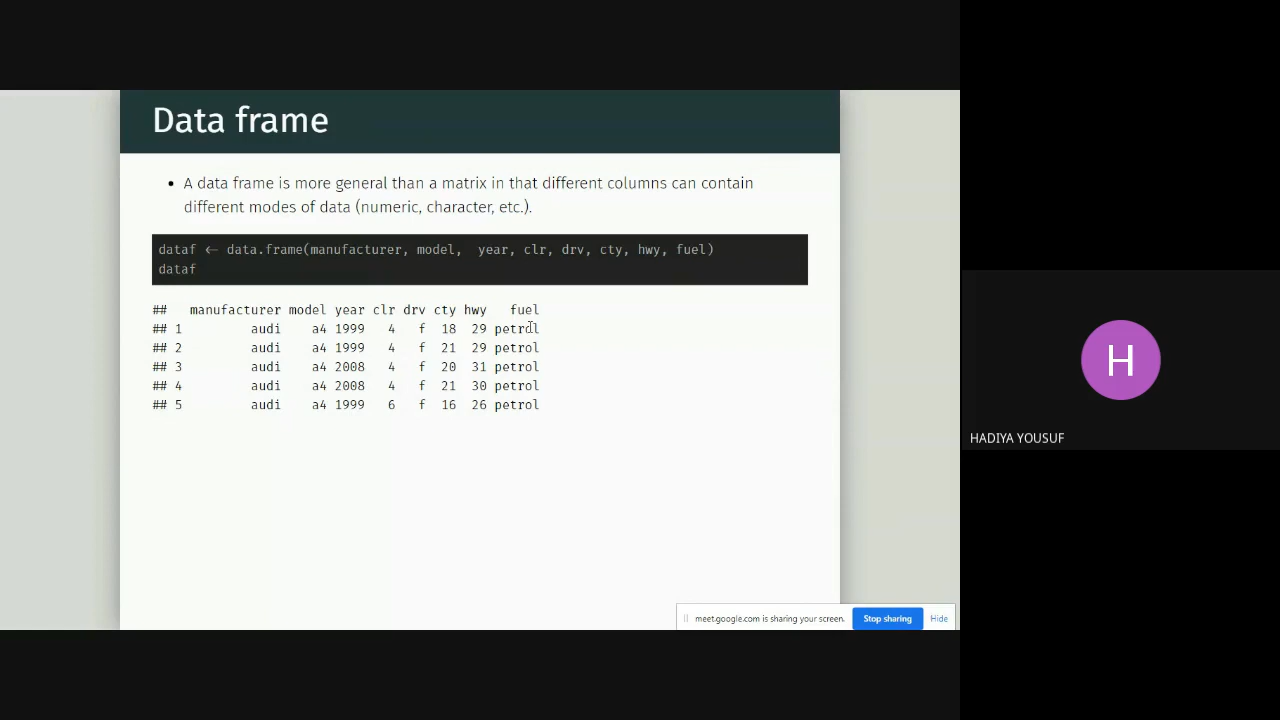 Data frame
• A data frame is more general than a matrix in that different columns can contain
different modes of data (numeric, character, etc.).
dataf ← data.frame(manufacturer, model,  year, clr, drv, cty, hwy, fuel)
dataf
##   manufacturer model year clr drv cty hwy   fuel
## 1         audi    a4 1999   4   f  18  29 petrol
## 2         audi    a4 1999   4   f  21  29 petrol
## 3         audi    a4 2008   4   f  20  31 petrol
## 4         audi    a4 2008   4   f  21  30 petrol
## 5         audi    a4 1999   6   f  16  26 petrol
H
HADIYA YOUSUF
meet.google.com is sharing your screen. Stop sharing Hide